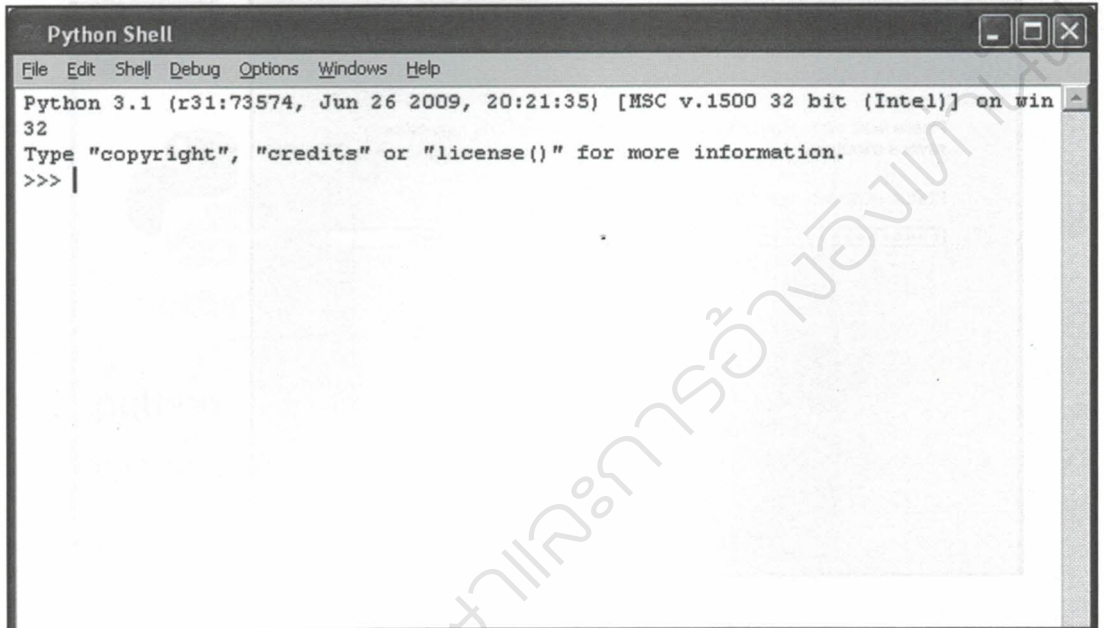 Python Shell
File Edit Shell Debug Options Windows Help
Python 3.1 (r31:73574, Jun 26 2009, 20:21:35) [MSC v.1500 32 bit (Intel)] on win
32
Type "copyright", "credits" or "license()" for more information.
>>>